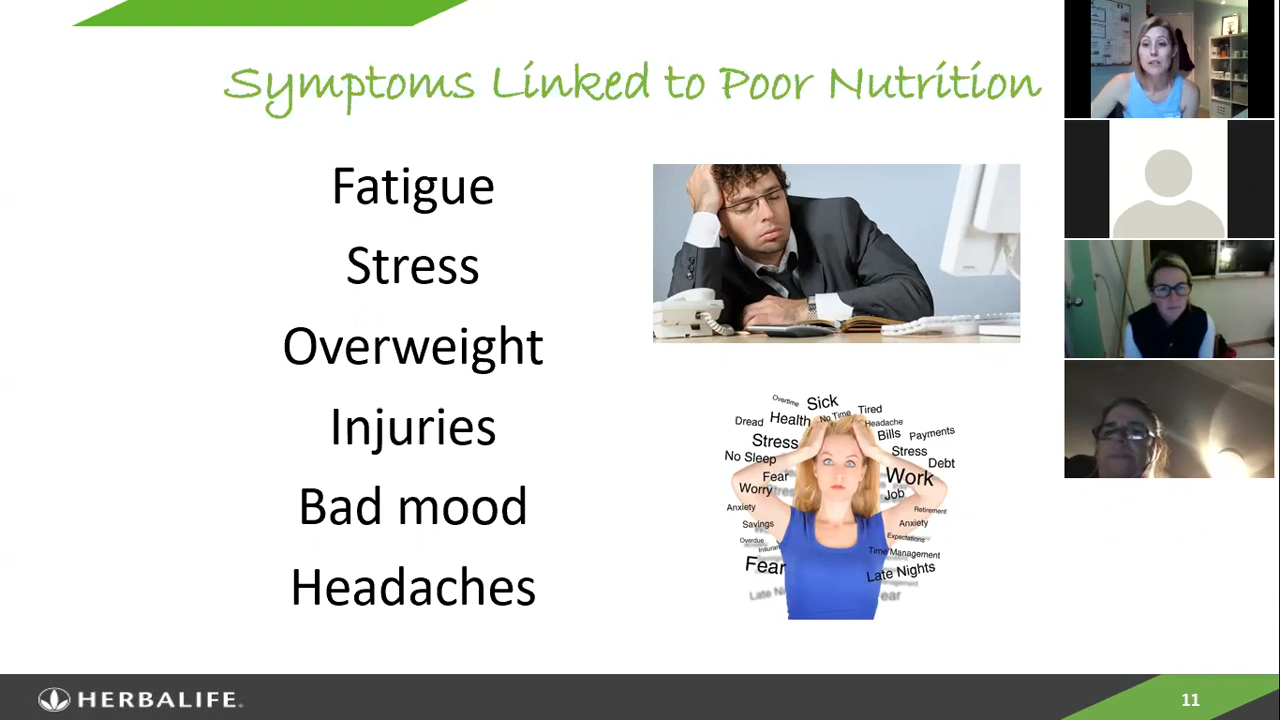 Symptoms Linked to Poor Nutrition
Fatigue
Stress
Overweight
Injuries
Bad mood
Headaches
Overtime
Sick
Tired
Dread
Health
No Time
Headache
Bills
Payments
Stress
Stress
No Sleep
Debt
Fear
Work
Worry
Job
Anxiety
Retirement
Savings
Anxiety
Overdue
Expectations
Time Management
Fear
Late Nights
HERBALIFE.
11